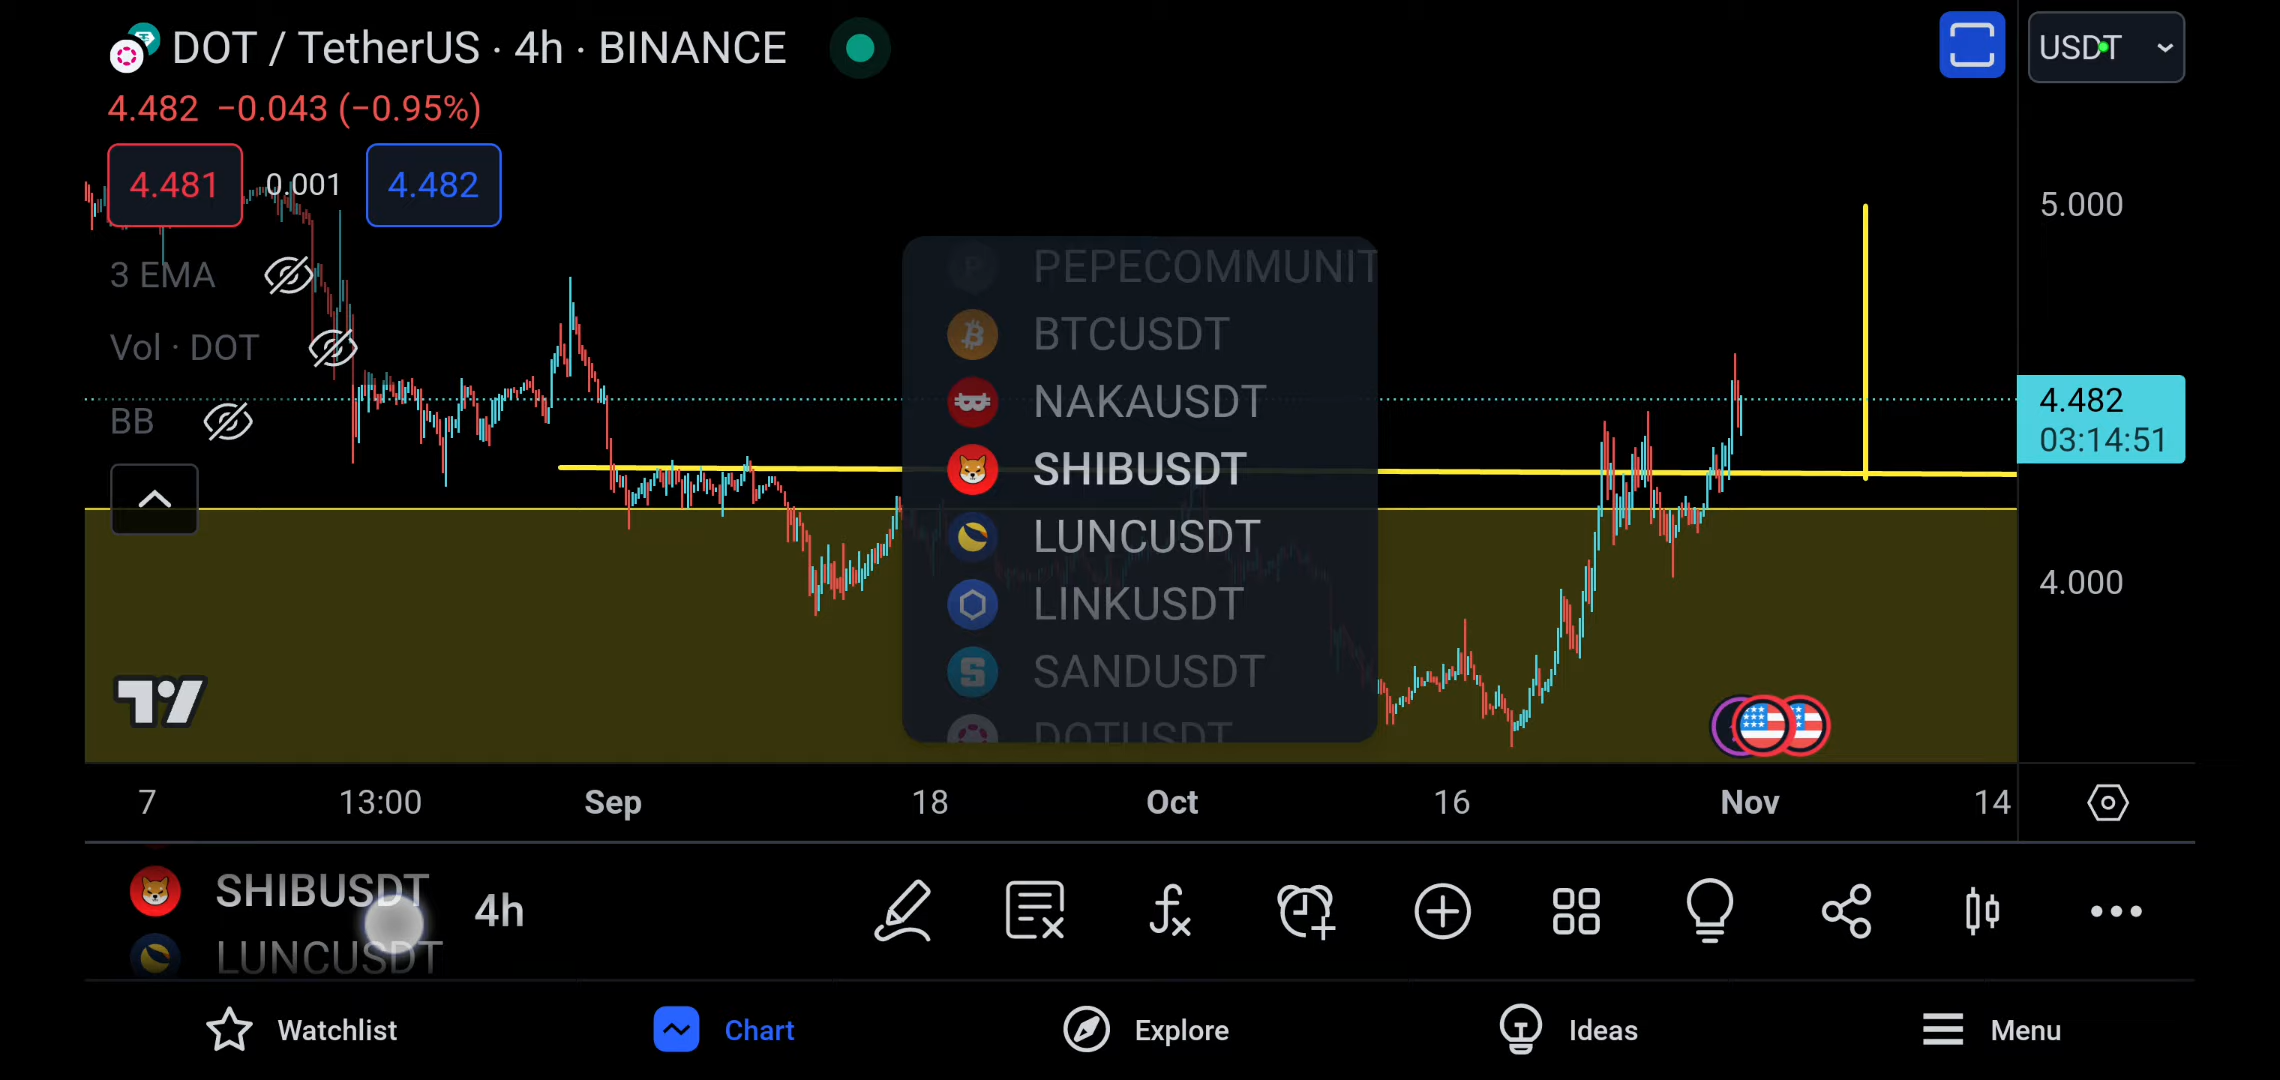 DOT / TetherUS · 4h · BINANCE
USDT
4.482 −0.043 (−0.95%)
4.481 0.001 4.482
5.000
3 EMA
Vol · DOT
BB
4.482
03:14:51
4.000
PEPECOMMUNIT
BTCUSDT
NAKAUSDT
SHIBUSDT
LUNCUSDT
LINKUSDT
SANDUSDT
DOTUSDT
7 13:00 Sep 18 Oct 16 Nov 14
SHIBUSDT
4h
LUNCUSDT
Watchlist Chart Explore Ideas Menu